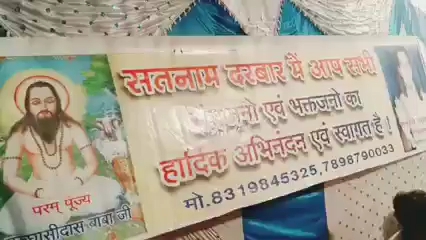 सतनाम दरबार में आप सभी
एवं भक्तजनो का
हार्दिक अभिनंदन एवं स्वागत है !
मो.8319845325,7898790033
परम् पूज्य
घासीदास बाबा जी